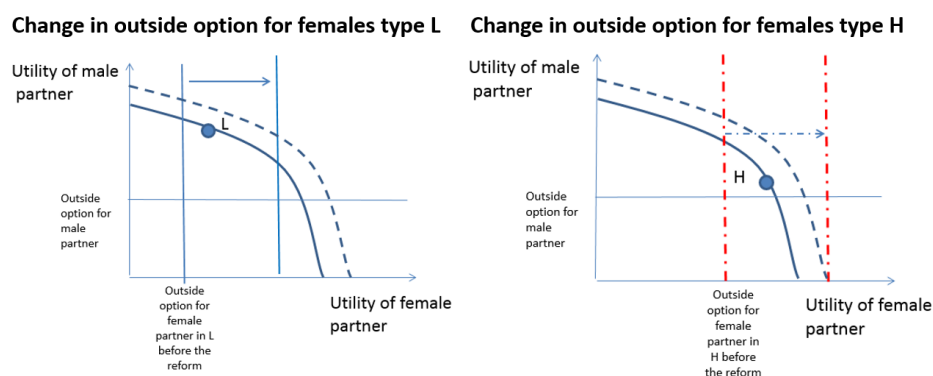 Change in outside option for females type L
Utility of male
partner
L
Outside
option for
male
partner
Outside
option for
female
partner in L
before the
reform
Utility of female
partner
Change in outside option for females type H
Utility of male
partner
H
Outside
option for
male
partner
Outside
option for
female
partner in
H before
the reform
Utility of female
partner